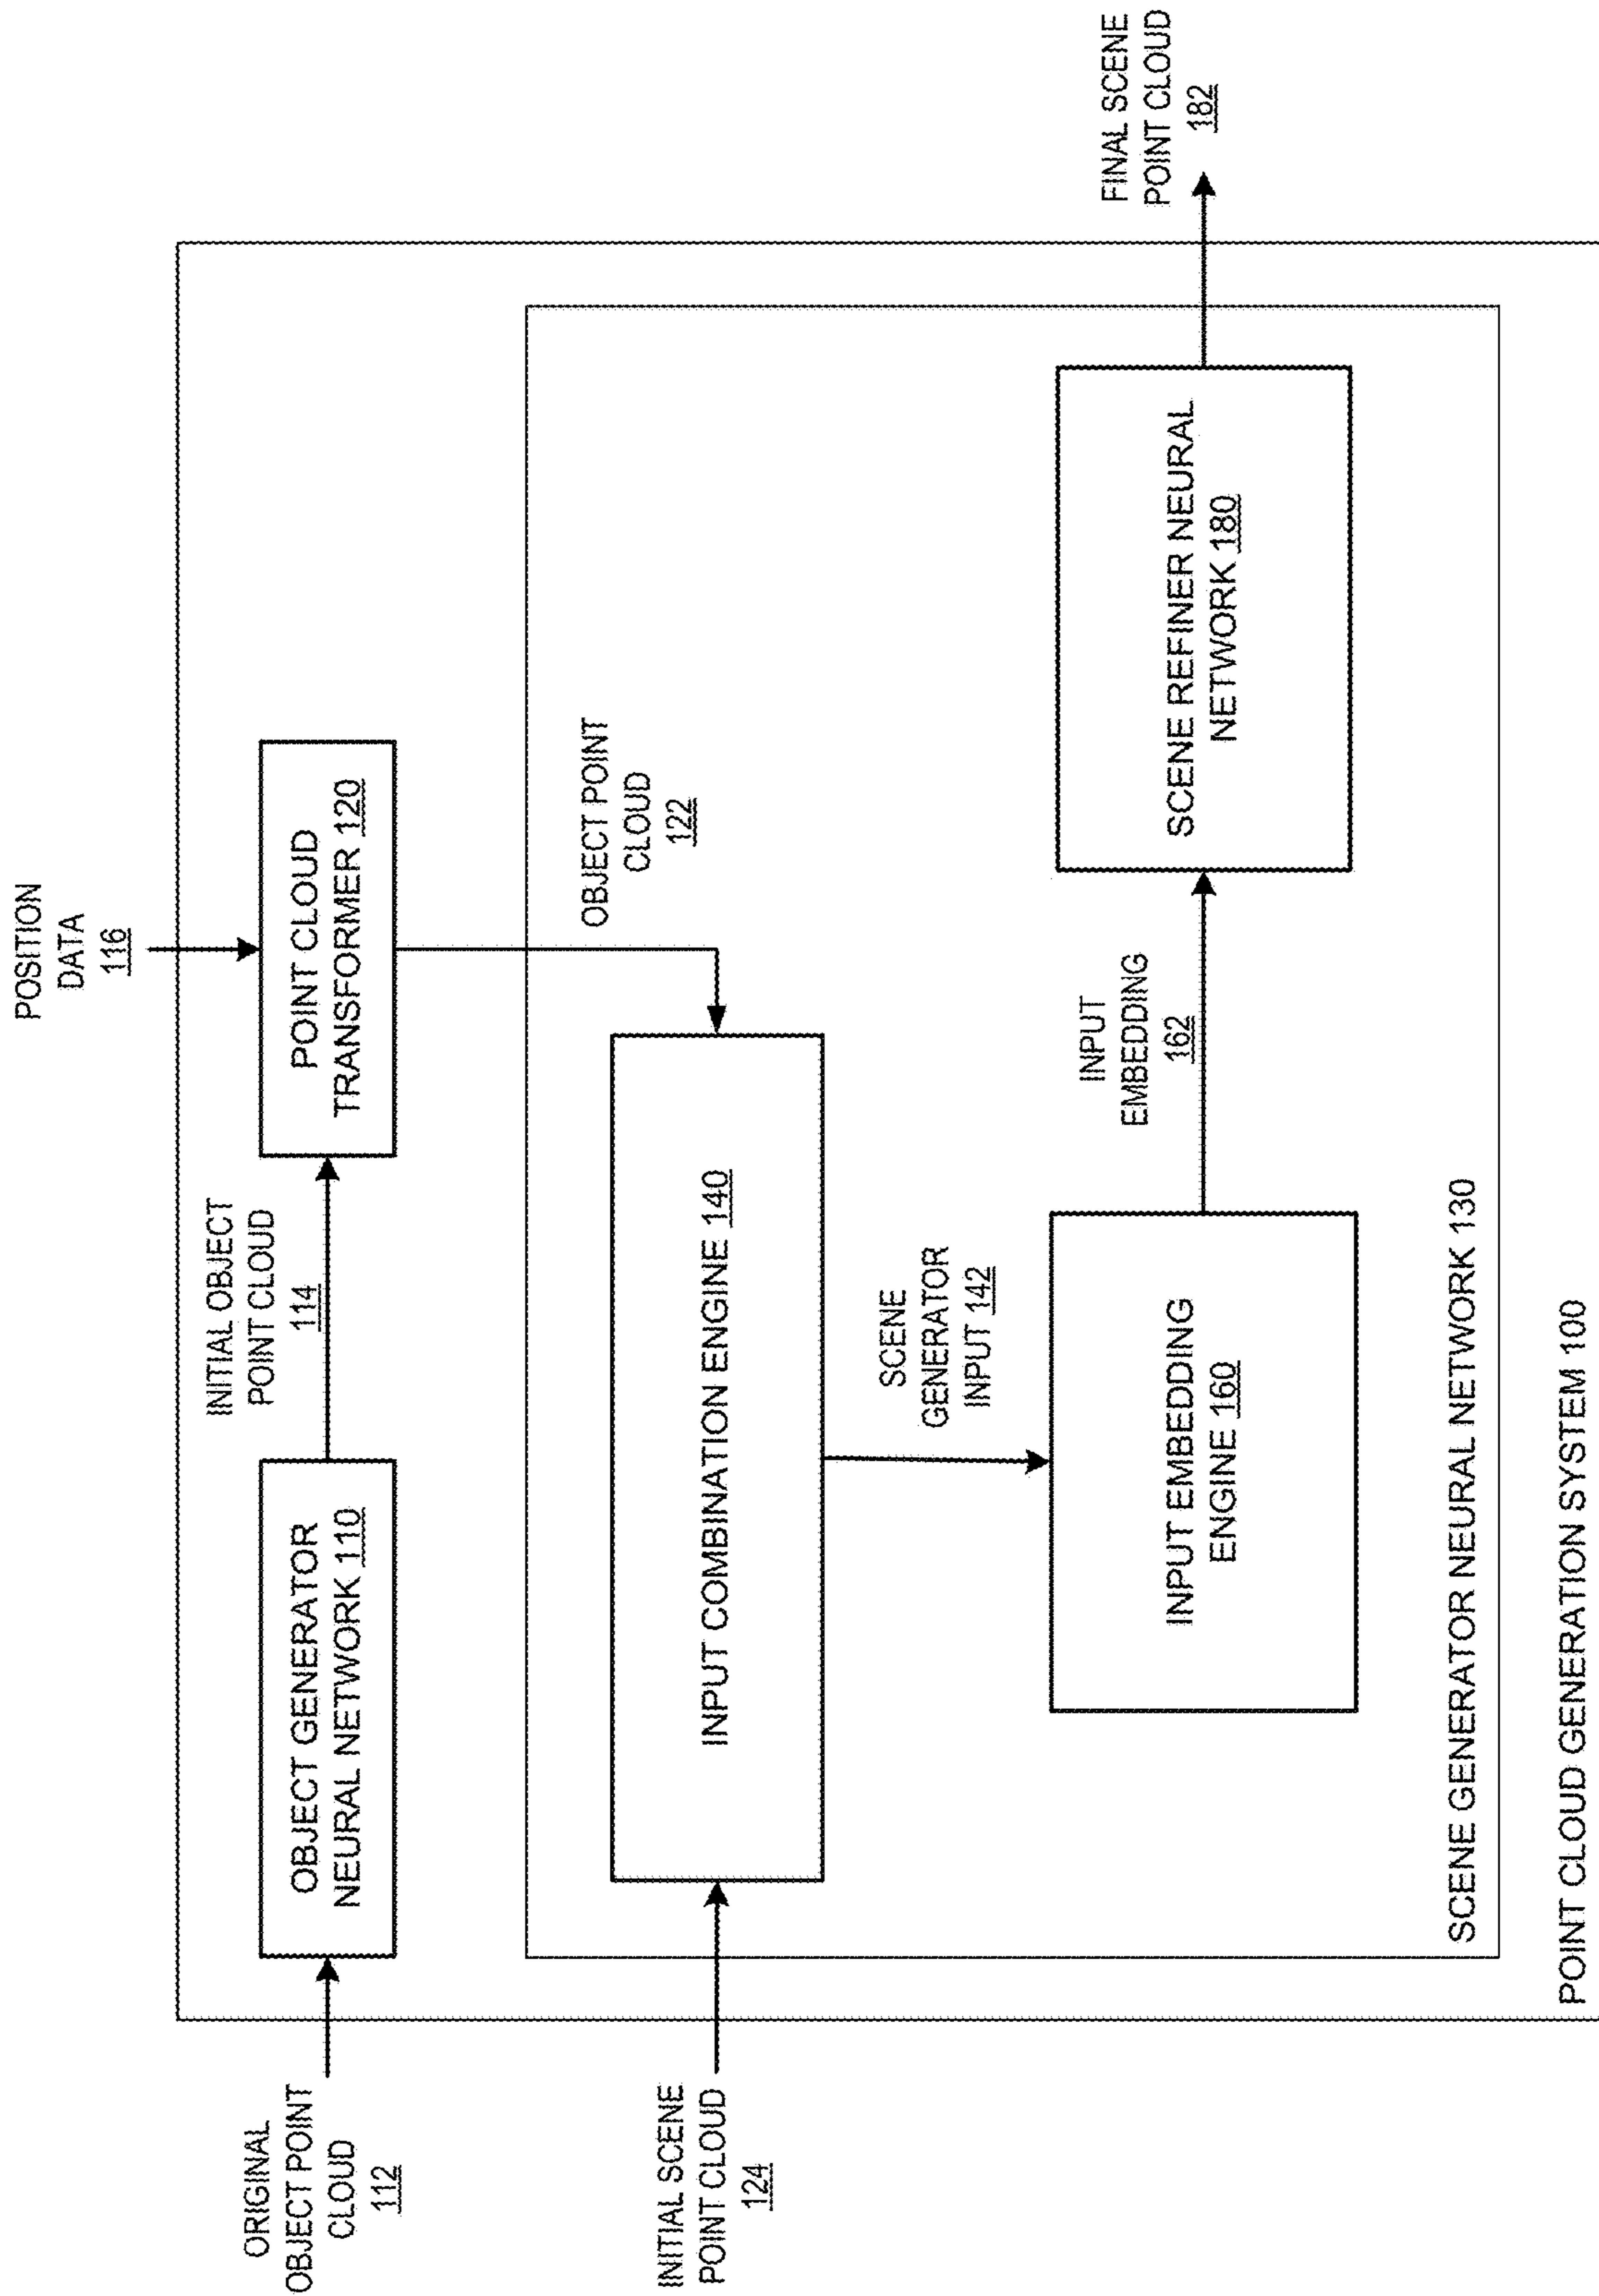 POSITION
DATA
116
ORIGINAL
OBJECT POINT
CLOUD
112
OBJECT GENERATOR
NEURAL NETWORK 110
INITIAL OBJECT
POINT CLOUD
114
POINT CLOUD
TRANSFORMER 120
OBJECT POINT
CLOUD
122
INITIAL SCENE
POINT CLOUD
124
INPUT COMBINATION ENGINE 140
SCENE
GENERATOR
INPUT 142
INPUT EMBEDDING
ENGINE 160
INPUT
EMBEDDING
162
SCENE REFINER NEURAL
NETWORK 180
FINAL SCENE
POINT CLOUD
182
SCENE GENERATOR NEURAL NETWORK 130
POINT CLOUD GENERATION SYSTEM 100